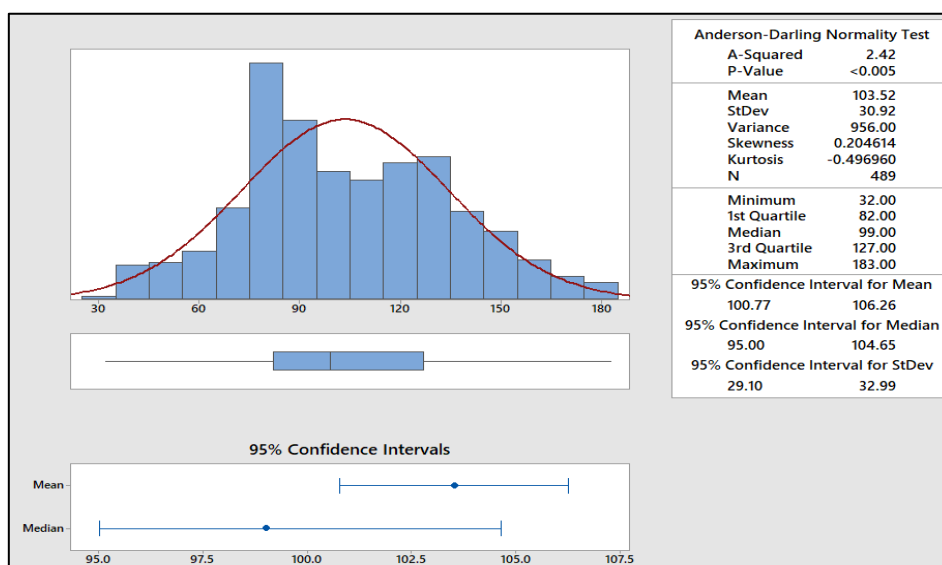 Anderson-Darling Normality Test
A-Squared 2.42
P-Value <0.005
Mean 103.52
StDev 30.92
Variance 956.00
Skewness 0.204614
Kurtosis -0.496960
N 489
Minimum 32.00
1st Quartile 82.00
Median 99.00
3rd Quartile 127.00
Maximum 183.00
95% Confidence Interval for Mean
100.77 106.26
95% Confidence Interval for Median
95.00 104.65
95% Confidence Interval for StDev
29.10 32.99
30 60 90 120 150 180
95% Confidence Intervals
Mean
Median
95.0 97.5 100.0 102.5 105.0 107.5